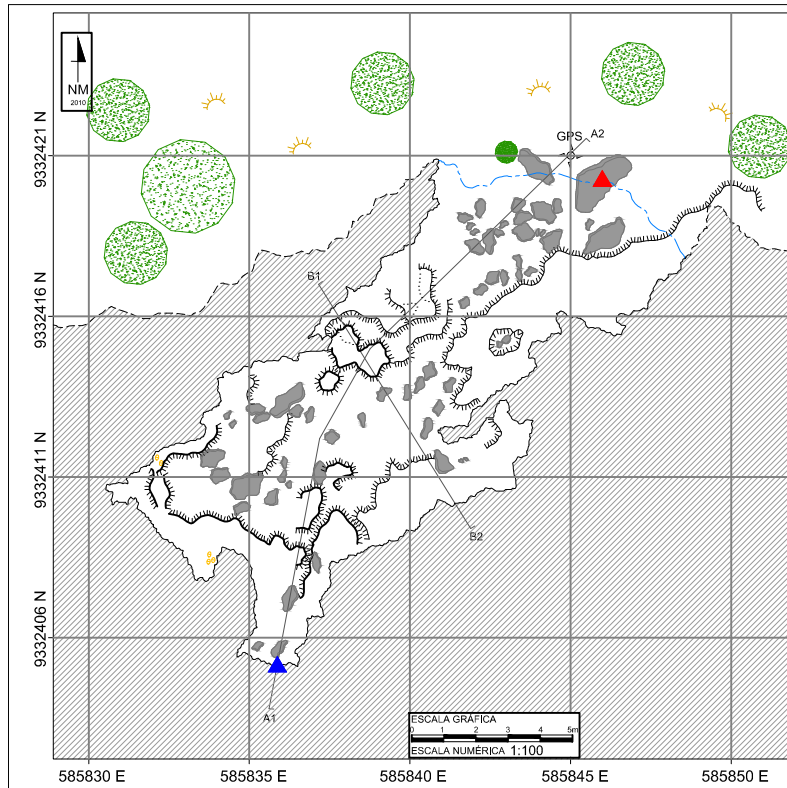 NM
2010
GPS
A2
9332421 N
B1
9332416 N
9332411 N
B2
9332406 N
A1
ESCALA GRÁFICA
0 1 2 3 4 5m
ESCALA NUMÉRICA 1:100
585830 E 585835 E 585840 E 585845 E 585850 E